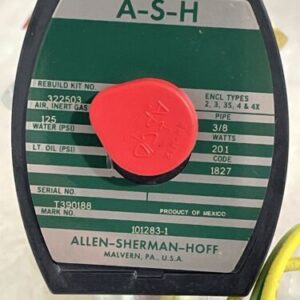 A-S-H
REBUILD KIT NO.
322503
ENCL TYPES
2, 3, 3S, 4 & 4X
AIR, INERT GAS
125
PIPE
3/8
WATER (PSI)
WATTS
201
LT. OIL (PSI)
CODE
1827
SERIAL NO.
T390188
PRODUCT OF MEXICO
MARK NO.
101283-1
ALLEN-SHERMAN-HOFF
MALVERN, PA., U.S.A.